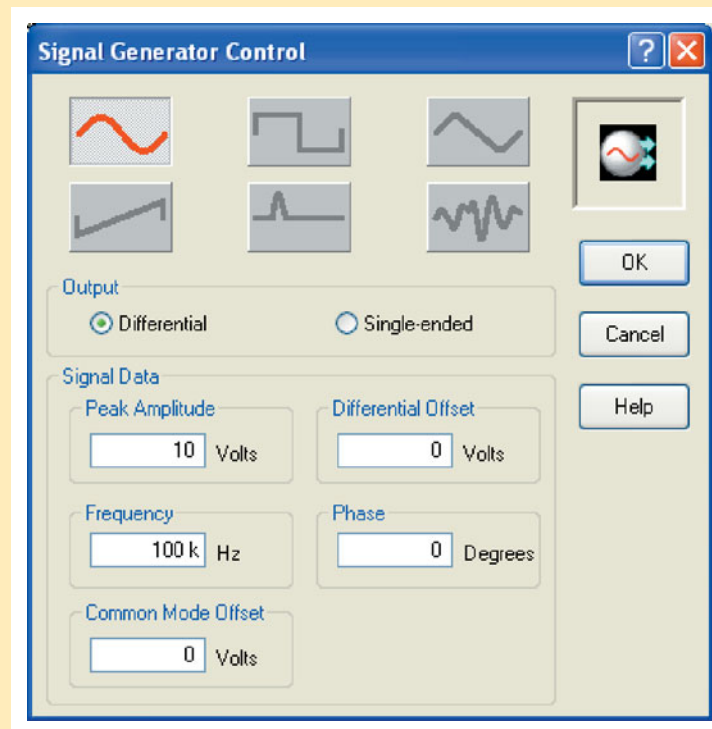 Signal Generator Control
?
OK
Output
Differential
Single-ended
Cancel
Signal Data
Peak Amplitude
Differential Offset
Help
10 Volts
0 Volts
Frequency
Phase
100 k Hz
0 Degrees
Common Mode Offset
0 Volts